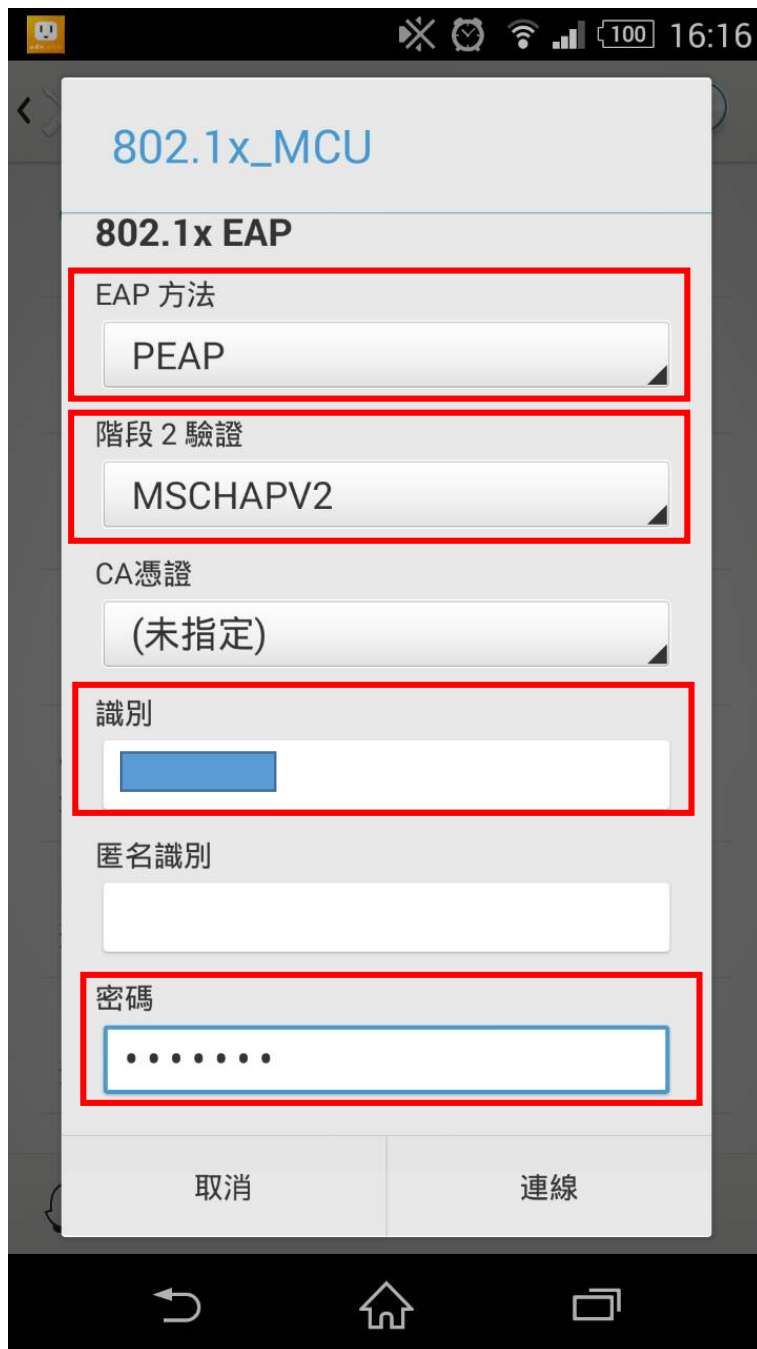 100 16:16
802.1x_MCU
802.1x EAP
EAP 方法
PEAP
階段 2 驗證
MSCHAPV2
CA憑證
(未指定)
識別
匿名識別
密碼
•••••••
取消 連線